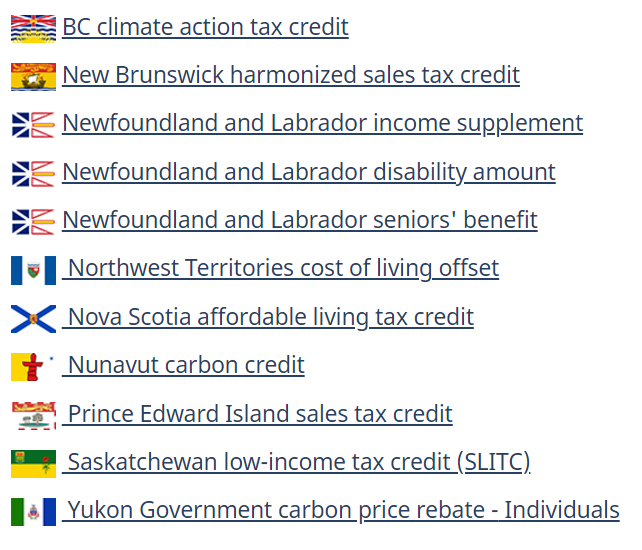 BC climate action tax credit
New Brunswick harmonized sales tax credit
Newfoundland and Labrador income supplement
Newfoundland and Labrador disability amount
Newfoundland and Labrador seniors' benefit
Northwest Territories cost of living offset
Nova Scotia affordable living tax credit
Nunavut carbon credit
Prince Edward Island sales tax credit
Saskatchewan low-income tax credit (SLITC)
Yukon Government carbon price rebate - Individuals